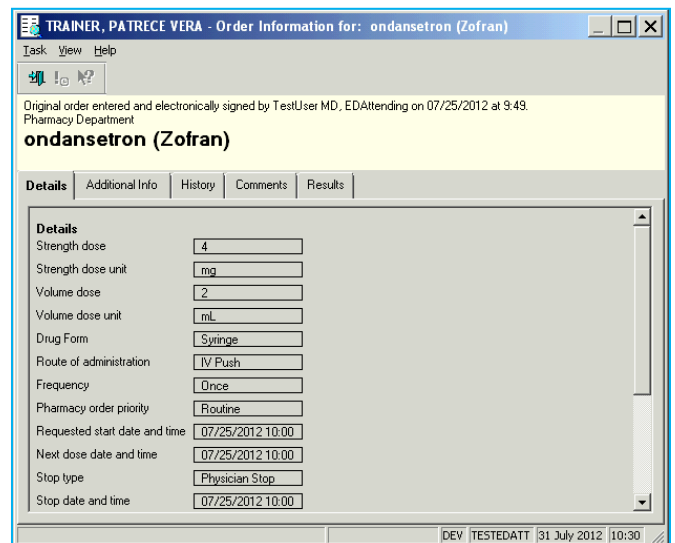 TRAINER, PATRECE VERA - Order Information for: ondansetron (Zofran)
Task View Help
Original order entered and electronically signed by TestUser MD, EDAttending on 07/25/2012 at 9:49.
Pharmacy Department
ondansetron (Zofran)
Details Additional Info History Comments Results
Details
Strength dose 4
Strength dose unit mg
Volume dose 2
Volume dose unit mL
Drug Form Syringe
Route of administration IV Push
Frequency Once
Pharmacy order priority Routine
Requested start date and time 07/25/2012 10:00
Next dose date and time 07/25/2012 10:00
Stop type Physician Stop
Stop date and time 07/25/2012 10:00
DEV TESTEDATT 31 July 2012 10:30